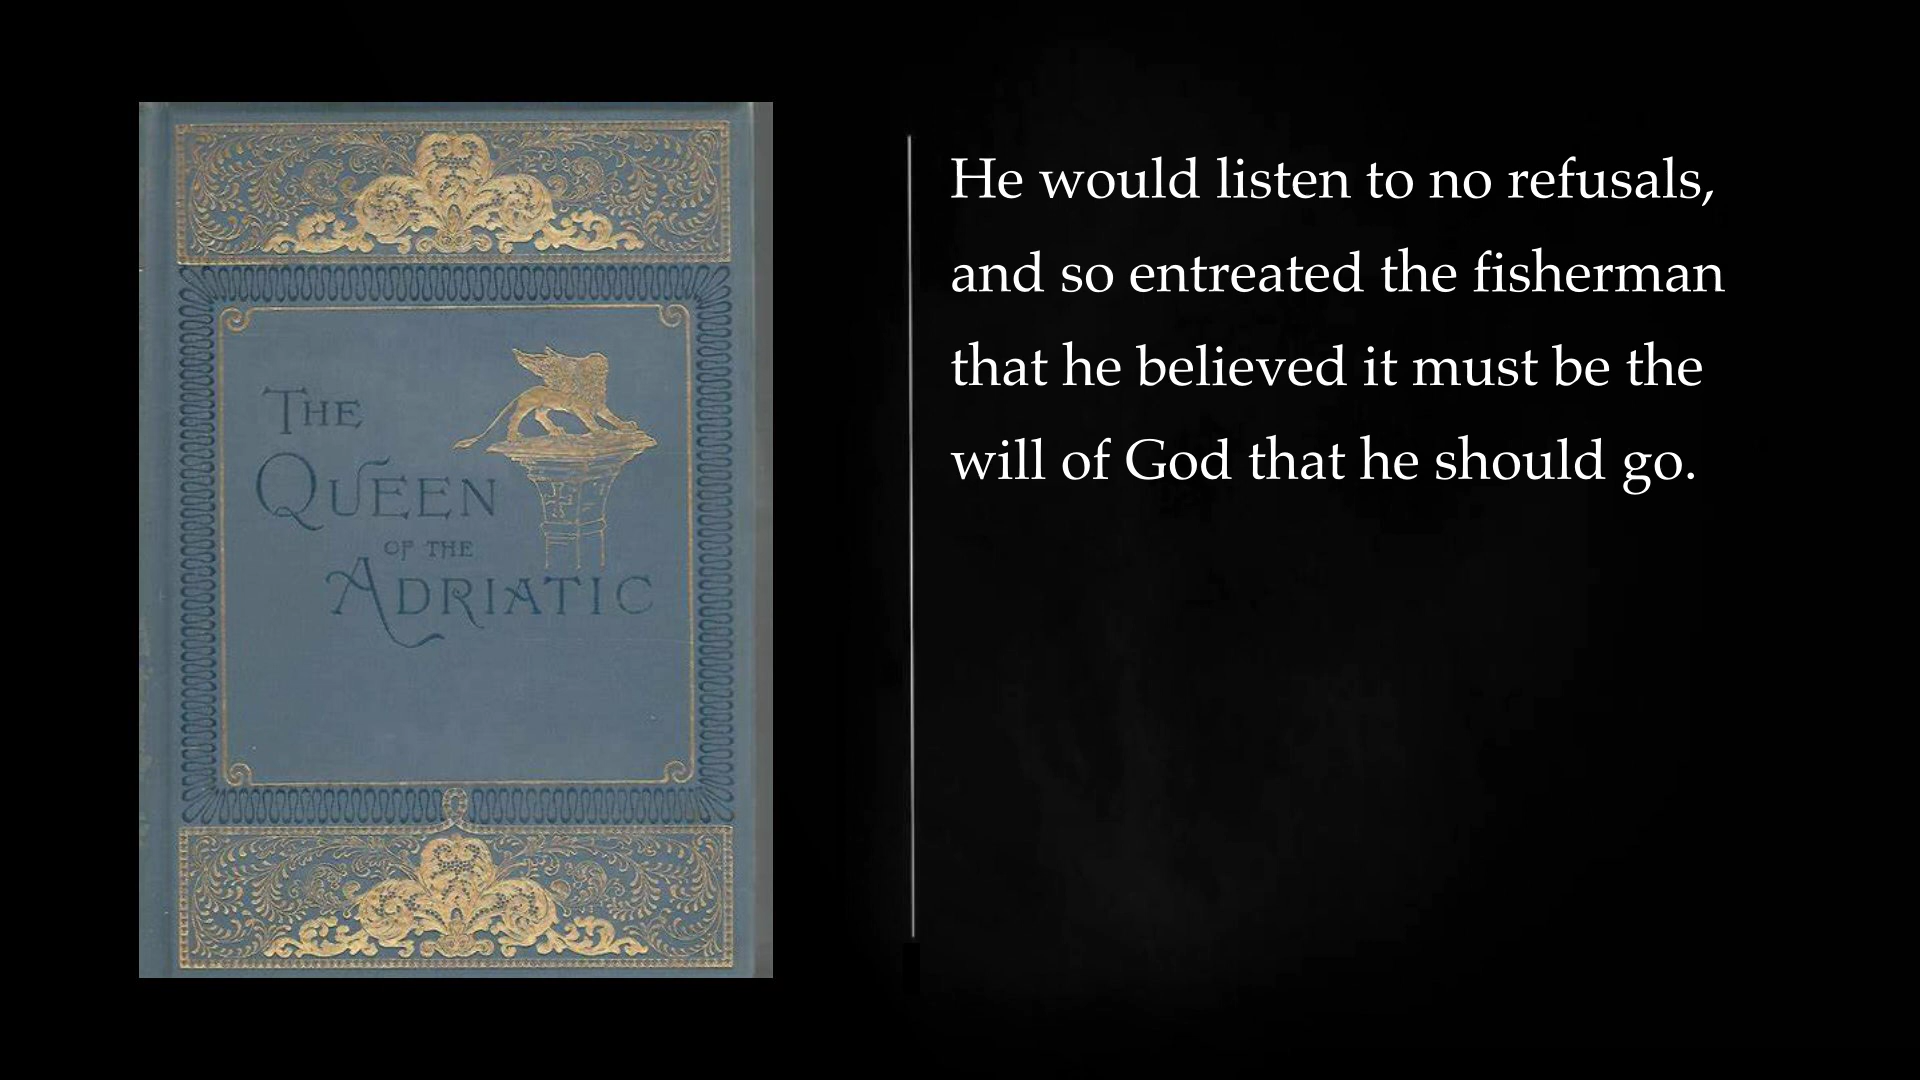 THE
QUEEN
OF THE
ADRIATIC
He would listen to no refusals,
and so entreated the fisherman
that he believed it must be the
will of God that he should go.